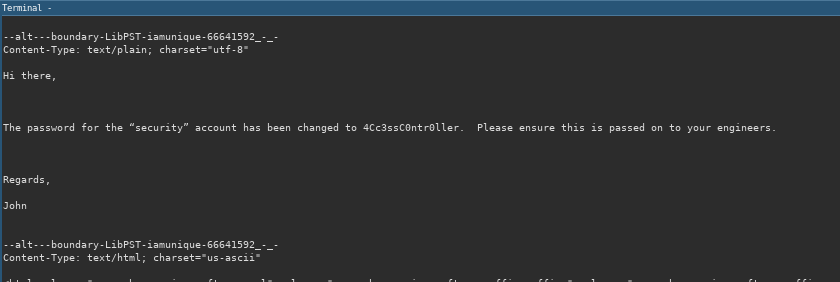 Terminal -
--alt---boundary-LibPST-iamunique-66641592_-_-
Content-Type: text/plain; charset="utf-8"
Hi there,
The password for the “security” account has been changed to 4Cc3ssC0ntr0ller.  Please ensure this is passed on to your engineers.
Regards,
John
--alt---boundary-LibPST-iamunique-66641592_-_-
Content-Type: text/html; charset="us-ascii"